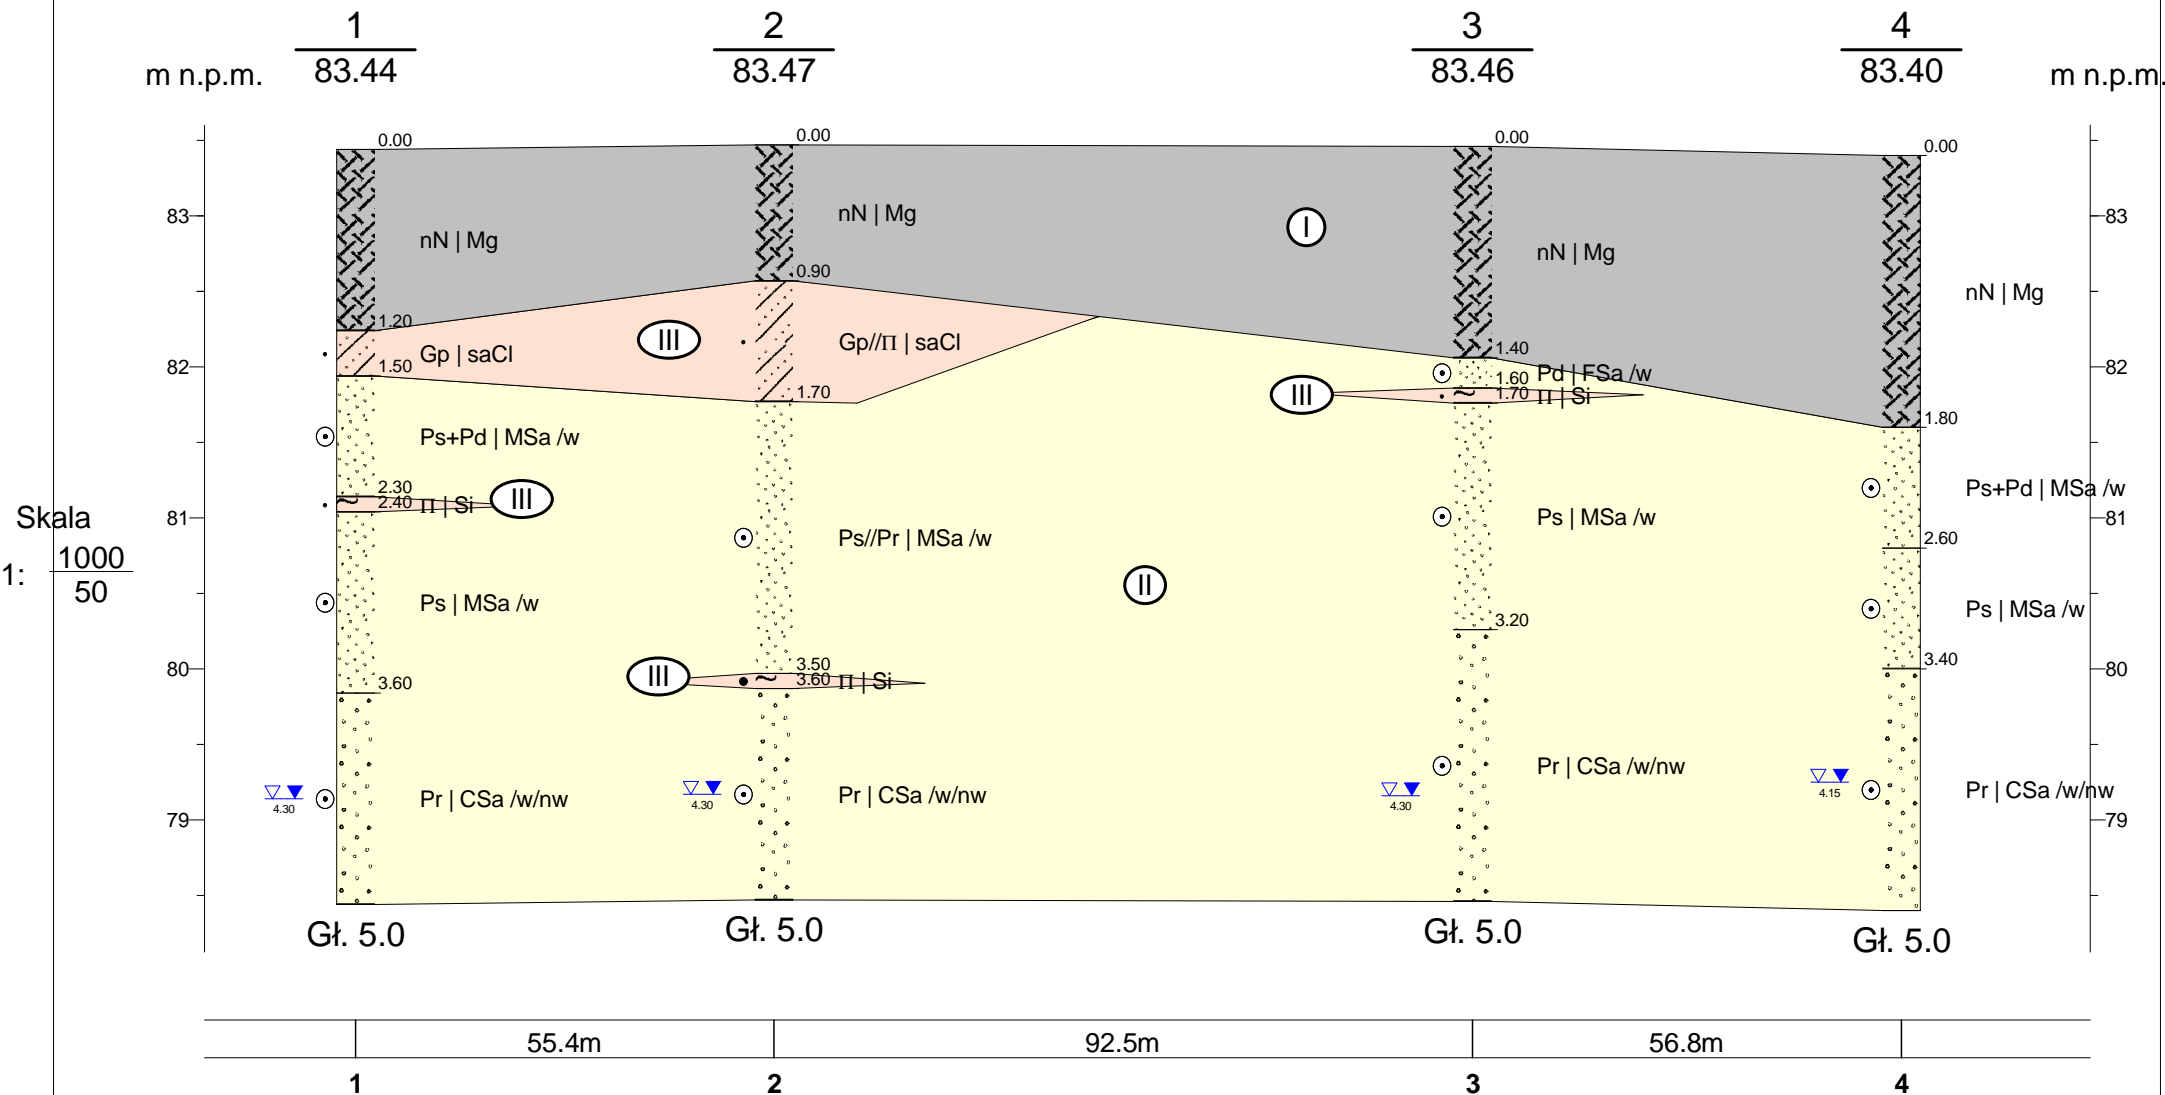 1 2 3 4
m n.p.m. 83.44 83.47 83.46 83.40 m n.p.m.
0.00 0.00 0.00 0.00
83 nN | Mg nN | Mg I nN | Mg nN | Mg 83
0.90
1.20 III Gp//Π | saCl 1.40
Gp | saCl Pd | FSa /w
82 1.50 1.60 82
1.70 III 1.70 Π | Si
1.80
Ps+Pd | MSa /w
2.30 III Ps+Pd | MSa /w
2.40 Π | Si
Skala 81 Ps | MSa /w 81
Ps//Pr | MSa /w 2.60
1: 1000
50 II
Ps | MSa /w Ps | MSa /w
3.20
80 3.50 3.40 80
3.60 III 3.60 Π | Si
Pr | CSa /w/nw
4.30 Pr | CSa /w/nw 4.30 Pr | CSa /w/nw 4.30 4.15 Pr | CSa /w/nw
79 79
Gł. 5.0 Gł. 5.0 Gł. 5.0 Gł. 5.0
55.4m 92.5m 56.8m
1 2 3 4